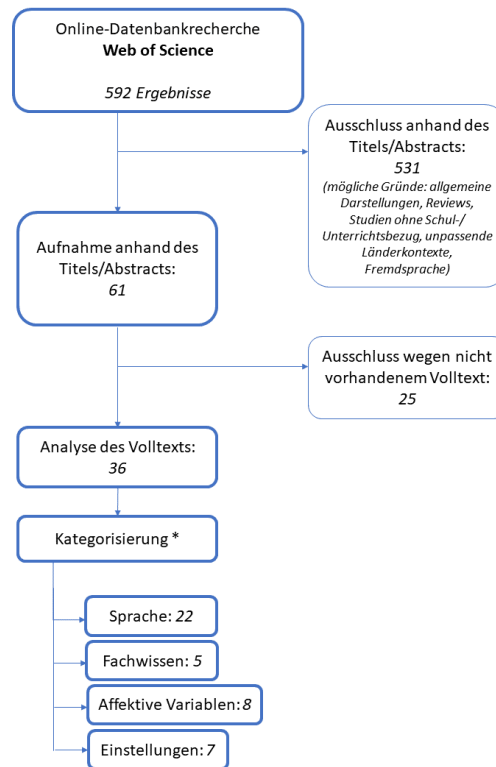 Online-Datenbankrecherche
Web of Science
592 Ergebnisse
Ausschluss anhand des
Titels/Abstracts:
531
(mögliche Gründe: allgemeine
Darstellungen, Reviews,
Studien ohne Schul-/
Unterrichtsbezug, unpassende
Länderkontexte,
Fremdsprache)
Aufnahme anhand des
Titels/Abstracts:
61
Ausschluss wegen nicht
vorhandenem Volltext:
25
Analyse des Volltexts:
36
Kategorisierung *
Sprache: 22
Fachwissen: 5
Affektive Variablen: 8
Einstellungen: 7